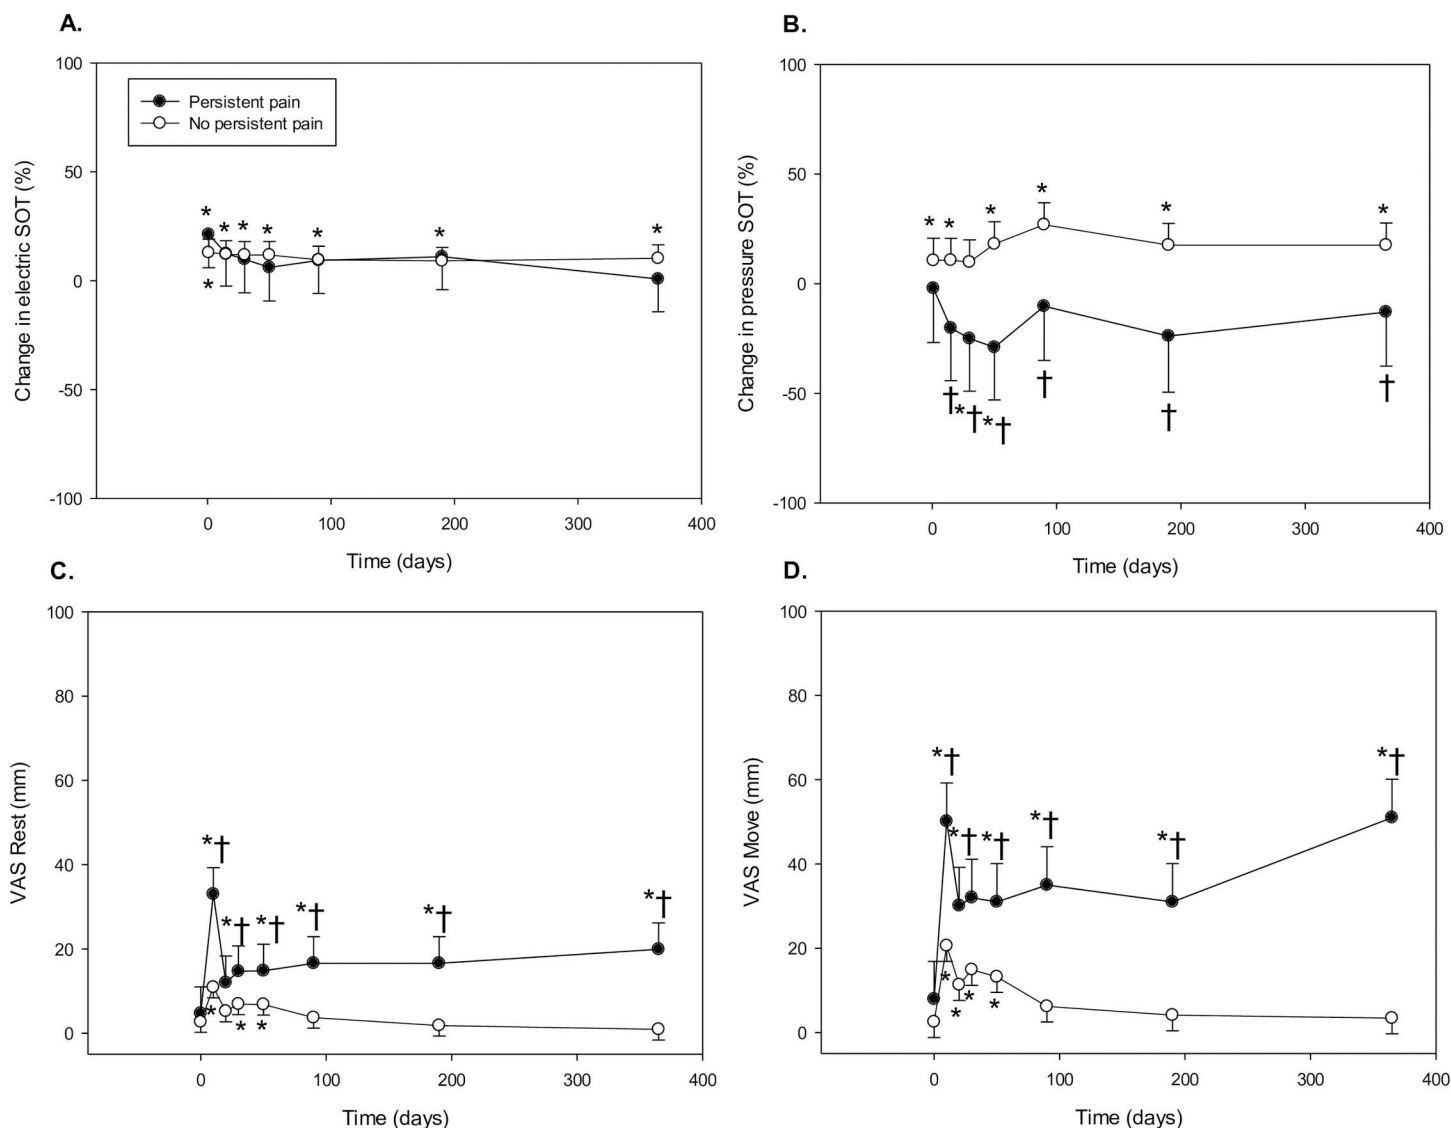 A.
100
50
0
-50
-100
Change in electric SOT (%)
Persistent pain
No persistent pain
* * * * * * *
*
0 100 200 300 400
Time (days)
B.
100
50
0
-50
-100
Change in pressure SOT (%)
* * * * * *
† *† *† † † †
0 100 200 300 400
Time (days)
C.
100
80
60
40
20
0
VAS Rest (mm)
*† *† *† *† *† *†
* * *
0 100 200 300 400
Time (days)
D.
100
80
60
40
20
0
VAS Move (mm)
*† *† *† *† *† *†
* * * *
0 100 200 300 400
Time (days)